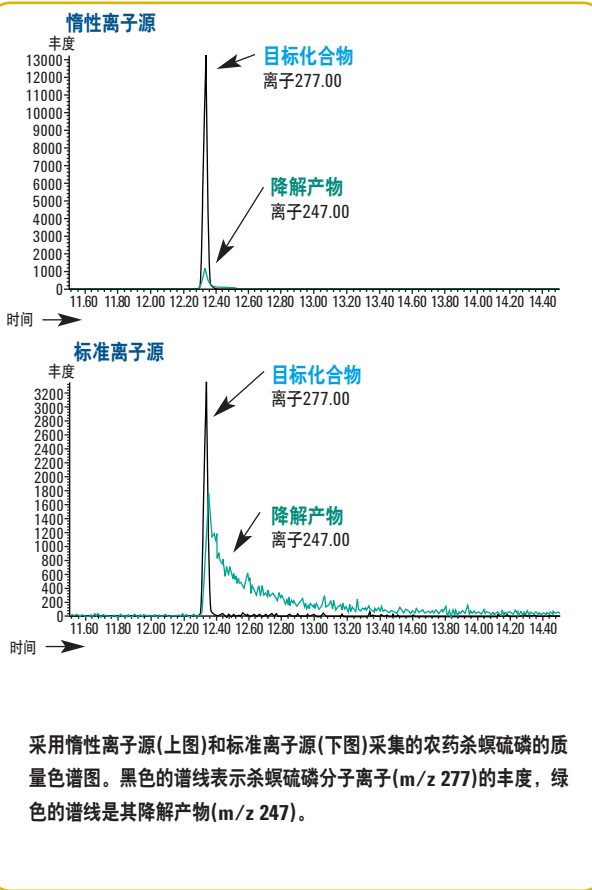 惰性离子源
丰度
目标化合物
离子277.00
降解产物
离子247.00
13000
12000
11000
10000
9000
8000
7000
6000
5000
4000
3000
2000
1000
0
11.60 11.80 12.00 12.20 12.40 12.60 12.80 13.00 13.20 13.40 13.60 13.80 14.00 14.20 14.40
时间
标准离子源
丰度
目标化合物
离子277.00
降解产物
离子247.00
3200
3000
2800
2600
2400
2200
2000
1800
1600
1400
1200
1000
800
600
400
200
0
11.60 11.80 12.00 12.20 12.40 12.60 12.80 13.00 13.20 13.40 13.60 13.80 14.00 14.20 14.40
时间
采用惰性离子源(上图)和标准离子源(下图)采集的农药杀螟硫磷的质
量色谱图。黑色的谱线表示杀螟硫磷分子离子(m/z 277)的丰度，绿
色的谱线是其降解产物(m/z 247)。